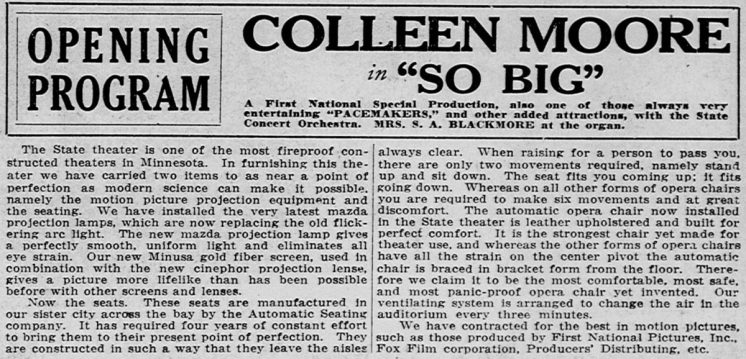 OPENING
PROGRAM
COLLEEN MOORE
in "SO BIG"
A First National Special Production, also one of those always very
entertaining "PACEMAKERS," and other added attractions, with the State
Concert Orchestra. MRS. S. A. BLACKMORE at the organ.
The State theater is one of the most fireproof con-
structed theaters in Minnesota. In furnishing this the-
ater we have carried two items to as near a point of
perfection as modern science can make it possible,
namely the motion picture projection equipment and
the seating. We have installed the very latest mazda
projection lamps, which are now replacing the old flick-
ering arc light. The new mazda projection lamp gives
a perfectly smooth, uniform light and eliminates all
eye strain. Our new Minusa gold fiber screen, used in
combination with the new cinephor projection lense,
gives a picture more lifelike than has been possible
before with other screens and lenses.
Now the seats. These seats are manufactured in
our sister city across the bay by the Automatic Seating
company. It has required four years of constant effort
to bring them to their present point of perfection. They
are constructed in such a way that they leave the aisles
always clear. When raising for a person to pass you,
there are only two movements required, namely stand
up and sit down. The seat fits you coming up; it fits
going down. Whereas on all other forms of opera chairs
you are required to make six movements and at great
discomfort. The automatic opera chair now installed
in the State theater is leather upholstered and built for
perfect comfort. It is the strongest chair yet made for
theater use, and whereas the other forms of opera chairs
have all the strain on the center pivot the automatic
chair is braced in bracket form from the floor. There-
fore we claim it to be the most comfortable, most safe,
and most panic-proof opera chair yet invented. Our
ventilating system is arranged to change the air in the
auditorium every three minutes.
We have contracted for the best in motion pictures,
such as those produced by First National Pictures, Inc.,
Fox Film corporation, Producers' Distributing, etc.